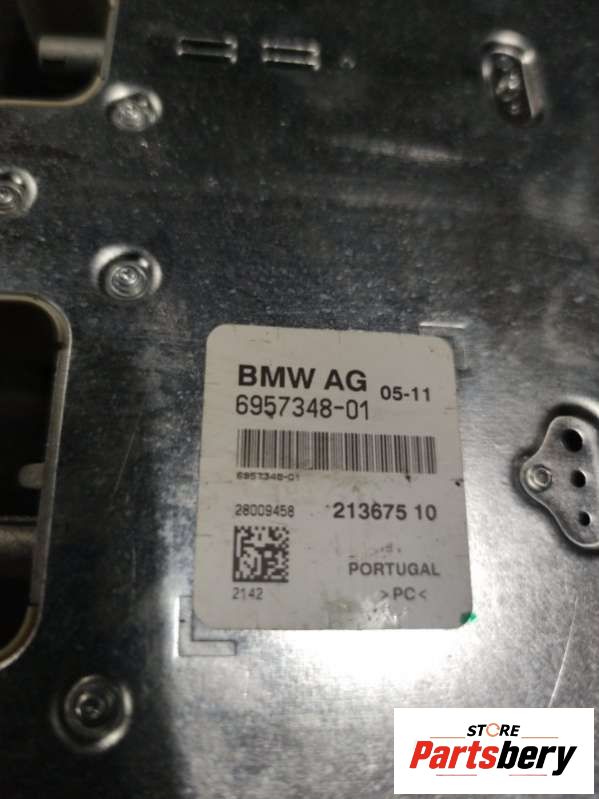 BMW AG 05-11
6957348-01
6957348-01
28009458 213675 10
PORTUGAL
2142 >PC<
STORE
Partsbery